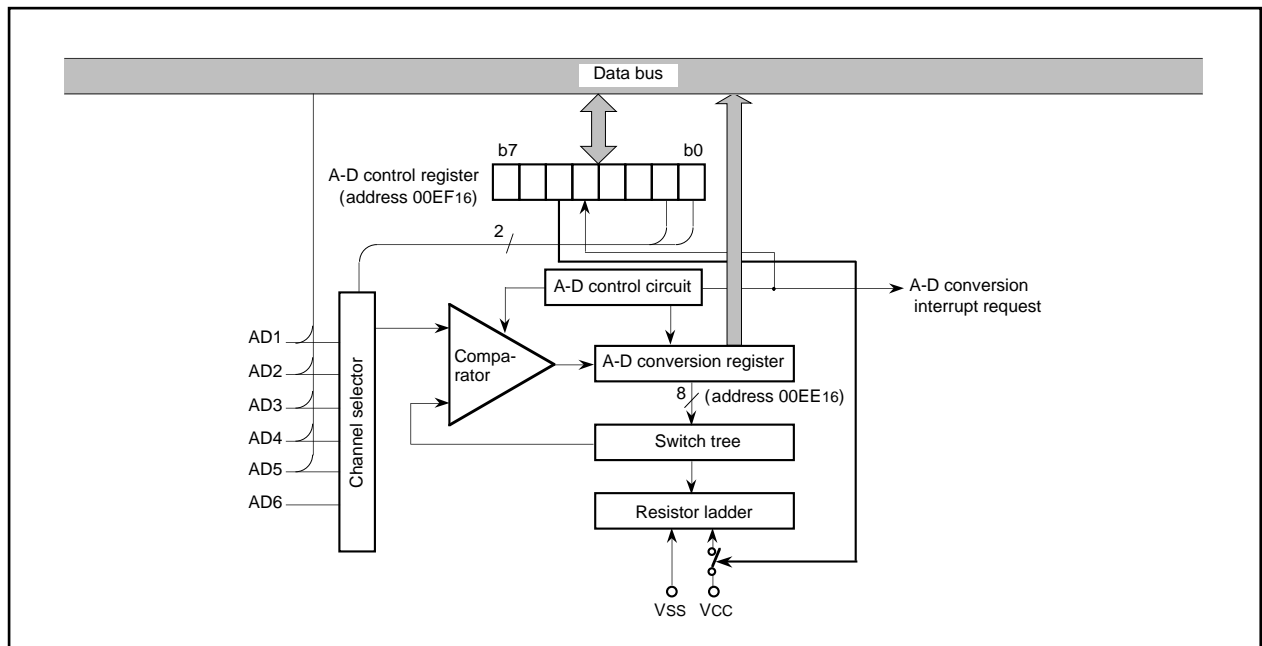 Data bus
b7
b0
A-D control register
(address 00EF16)
2
A-D control circuit
A-D conversion
interrupt request
AD1
AD2
AD3
AD4
AD5
AD6
Channel selector
Compa-
rator
A-D conversion register
8
(address 00EE16)
Switch tree
Resistor ladder
VSS
VCC